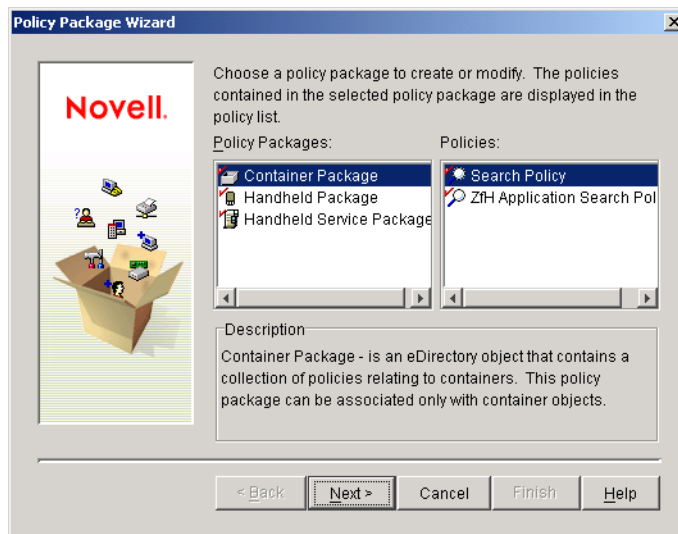 Policy Package Wizard
Novell.
Choose a policy package to create or modify. The policies
contained in the selected policy package are displayed in the
policy list.
Policy Packages:
Policies:
Container Package
Handheld Package
Handheld Service Package
Search Policy
ZfH Application Search Pol
Description
Container Package - is an eDirectory object that contains a
collection of policies relating to containers. This policy
package can be associated only with container objects.
< Back
Next >
Cancel
Finish
Help